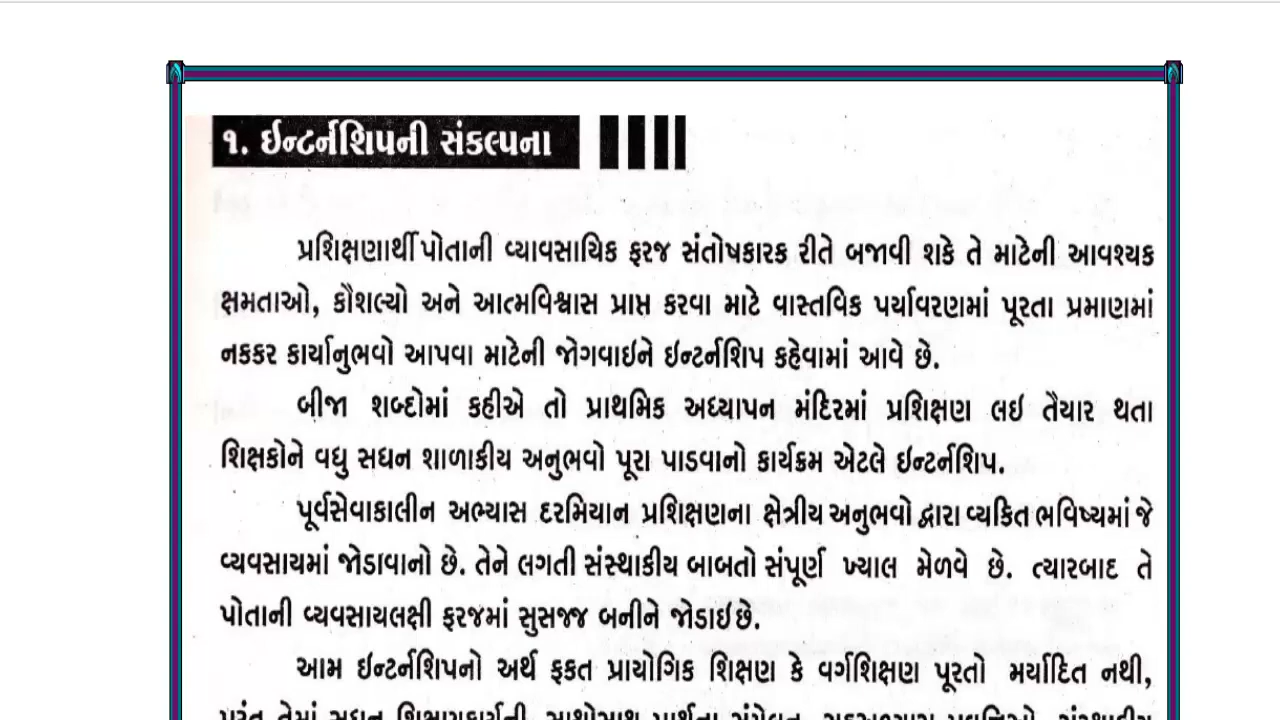 ૧. ઈન્ટર્નશિપની સંકલ્પના
પ્રશિક્ષણાર્થી પોતાની વ્યાવસાયિક ફરજ સંતોષકારક રીતે બજાવી શકે તે માટેની આવશ્યક
ક્ષમતાઓ, કૌશલ્યો અને આત્મવિશ્વાસ પ્રાપ્ત કરવા માટે વાસ્તવિક પર્યાવરણમાં પૂરતા પ્રમાણમાં
નકકર કાર્યાનુભવો આપવા માટેની જોગવાઇને ઇન્ટર્નશિપ કહેવામાં આવે છે.
બીજા શબ્દોમાં કહીએ તો પ્રાથમિક અધ્યાપન મંદિરમાં પ્રશિક્ષણ લઇ તૈયાર થતા
શિક્ષકોને વધુ સઘન શાળાકીય અનુભવો પૂરા પાડવાનો કાર્યક્રમ એટલે ઇન્ટર્નશિપ.
પૂર્વસેવાકાલીન અભ્યાસ દરમિયાન પ્રશિક્ષણના ક્ષેત્રીય અનુભવો દ્વારા વ્યકિત ભવિષ્યમાં જે
વ્યવસાયમાં જોડાવાનો છે. તેને લગતી સંસ્થાકીય બાબતો સંપૂર્ણ ખ્યાલ મેળવે છે. ત્યારબાદ તે
પોતાની વ્યવસાયલક્ષી ફરજમાં સુસજ્જ બનીને જોડાઈ છે.
આમ ઇન્ટર્નશિપનો અર્થ ફકત પ્રાયોગિક શિક્ષણ કે વર્ગશિક્ષણ પૂરતો મર્યાદિત નથી,